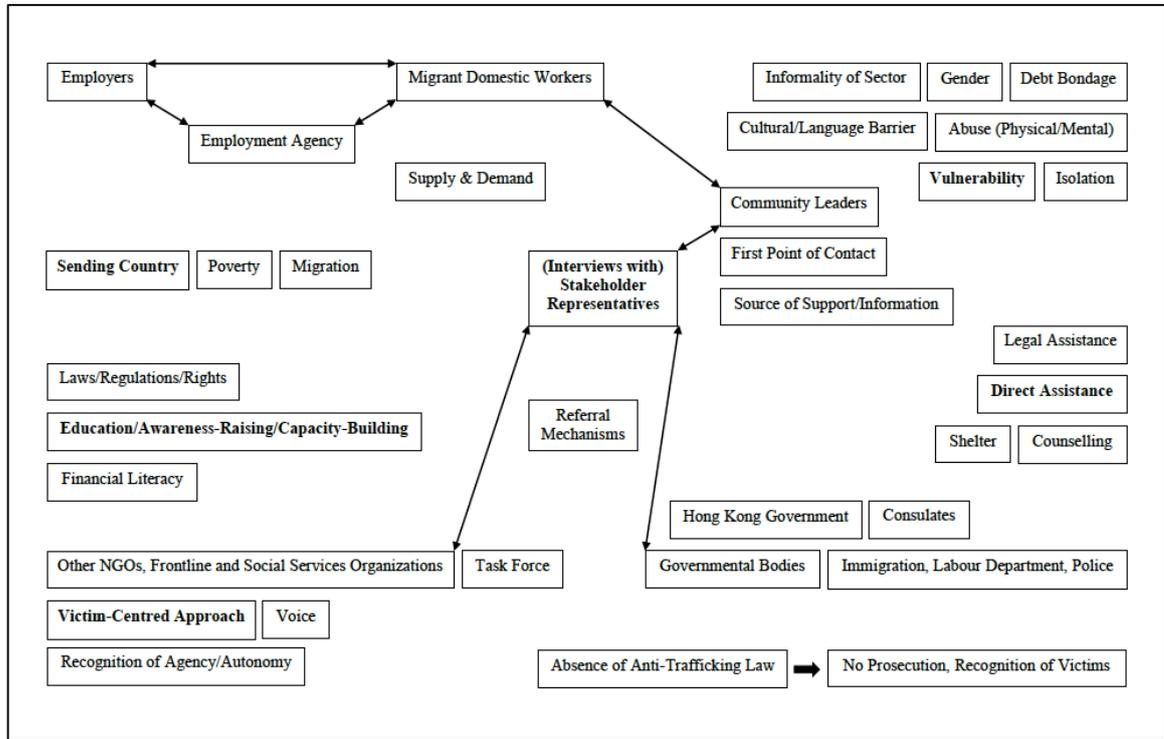 Employers
Migrant Domestic Workers
Informality of Sector
Gender
Debt Bondage
Employment Agency
Cultural/Language Barrier
Abuse (Physical/Mental)
Supply & Demand
Vulnerability
Isolation
Community Leaders
First Point of Contact
Source of Support/Information
Sending Country
Poverty
Migration
(Interviews with)
Stakeholder
Representatives
Legal Assistance
Direct Assistance
Shelter
Counselling
Laws/Regulations/Rights
Education/Awareness-Raising/Capacity-Building
Financial Literacy
Referral
Mechanisms
Hong Kong Government
Consulates
Other NGOs, Frontline and Social Services Organizations
Task Force
Governmental Bodies
Immigration, Labour Department, Police
Victim-Centred Approach
Voice
Recognition of Agency/Autonomy
Absence of Anti-Trafficking Law
No Prosecution, Recognition of Victims